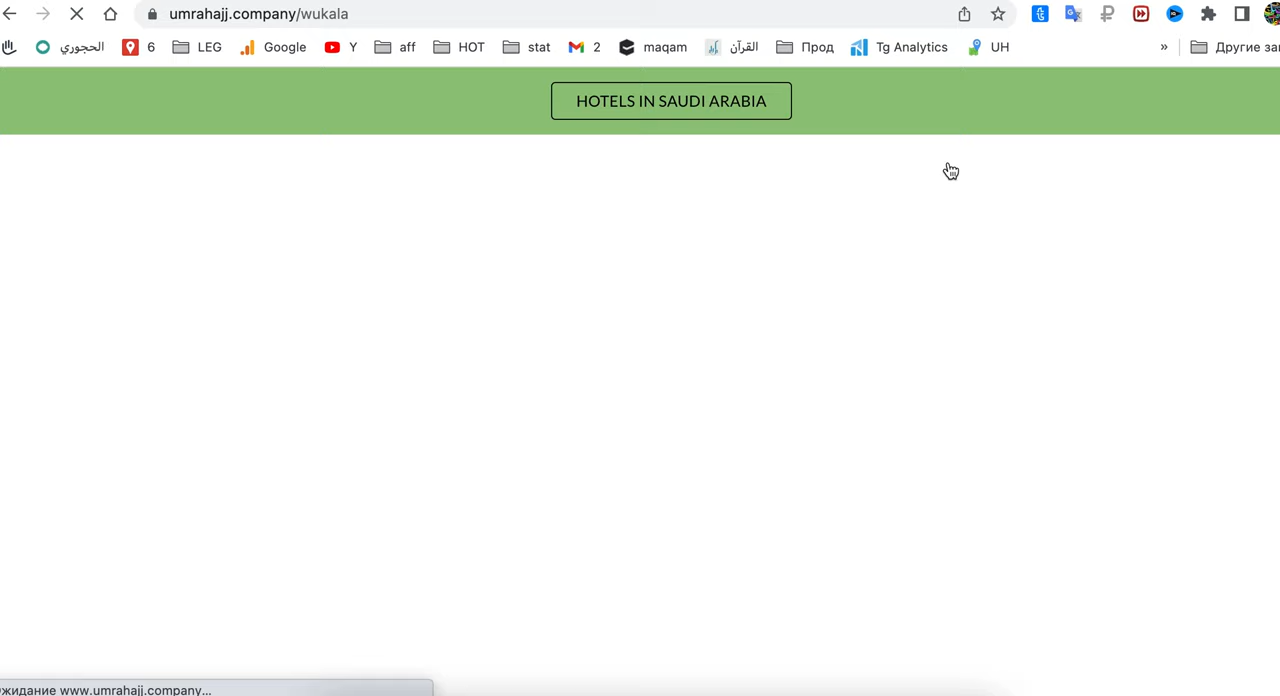 umrahajj.company/wukala
الحجوري 6 LEG Google Y aff HOT stat 2 maqam القرآن Прод Tg Analytics UH » Другие за
HOTELS IN SAUDI ARABIA
жидание www.umrahajj.company...